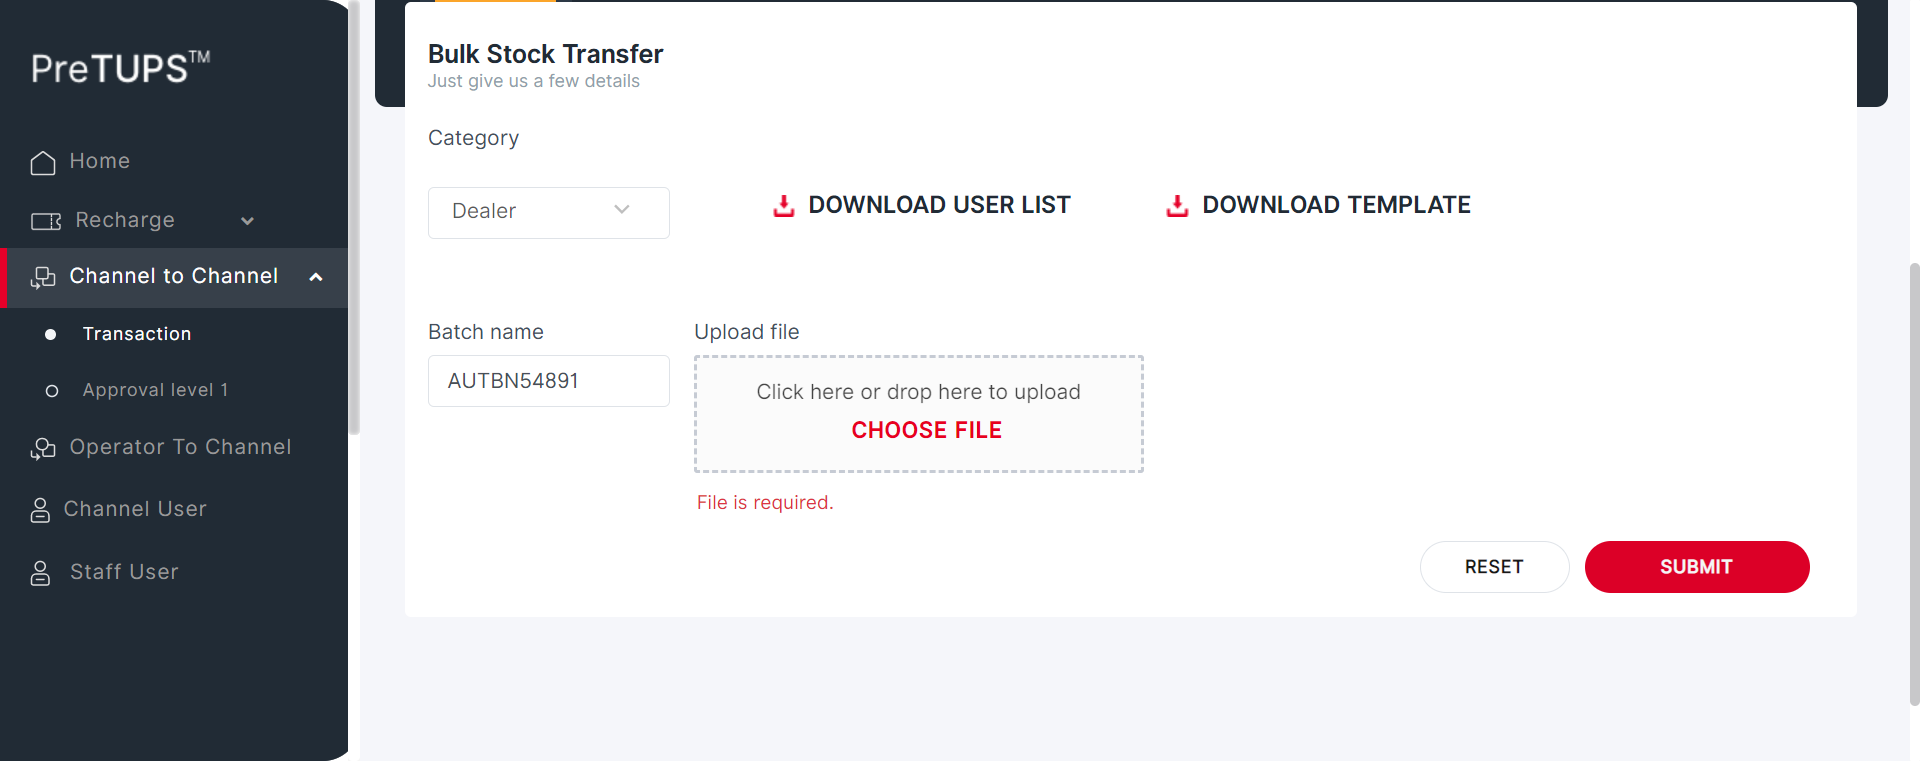 PreTUPS™
Home
Recharge
Channel to Channel
Transaction
Approval level 1
Operator To Channel
Channel User
Staff User
Bulk Stock Transfer
Just give us a few details
Category
Dealer
DOWNLOAD USER LIST
DOWNLOAD TEMPLATE
Batch name
Upload file
AUTBN54891
Click here or drop here to upload
CHOOSE FILE
File is required.
RESET
SUBMIT